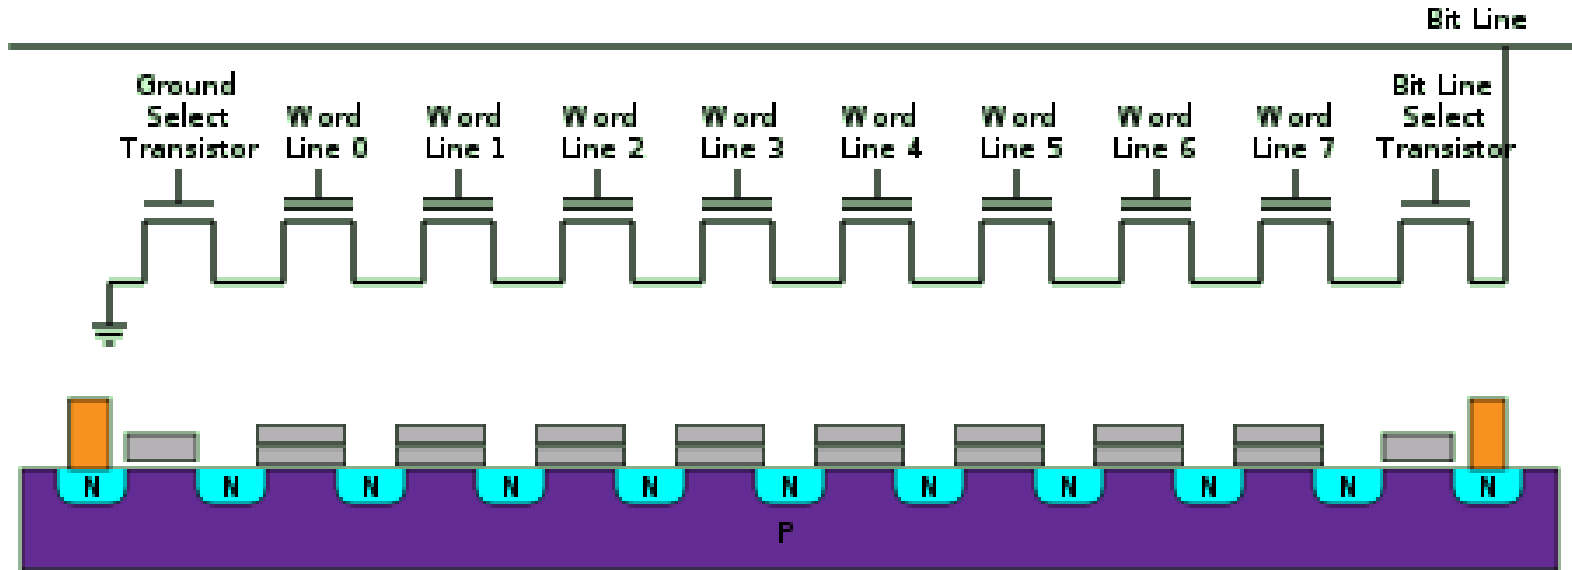 Bit Line
Ground
Select
Transistor
Word
Line 0
Word
Line 1
Word
Line 2
Word
Line 3
Word
Line 4
Word
Line 5
Word
Line 6
Word
Line 7
Bit Line
Select
Transistor
N
N
N
N
N
N
N
N
N
N
N
P